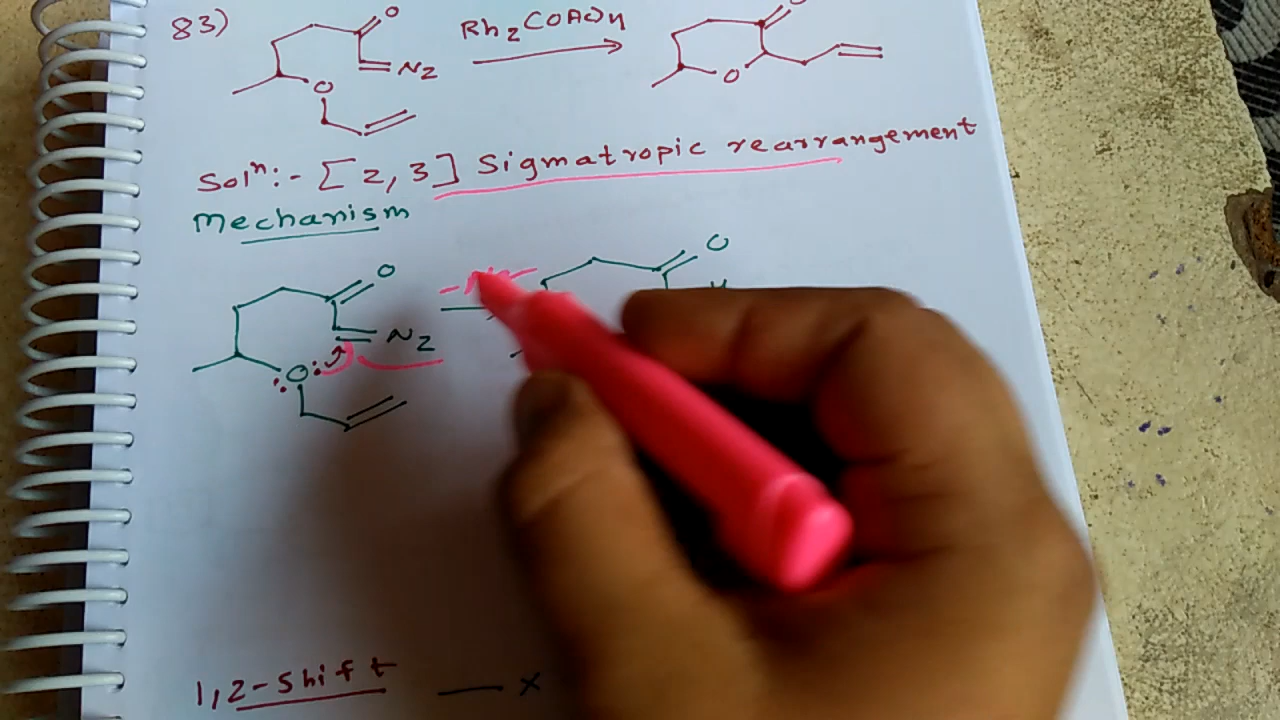 83)
O
Rh2(OAc)4
O
N2
O
O
Solⁿ:- [2,3] Sigmatropic rearrangement
Mechanism
O
O
N2
O
1,2-Shift — x